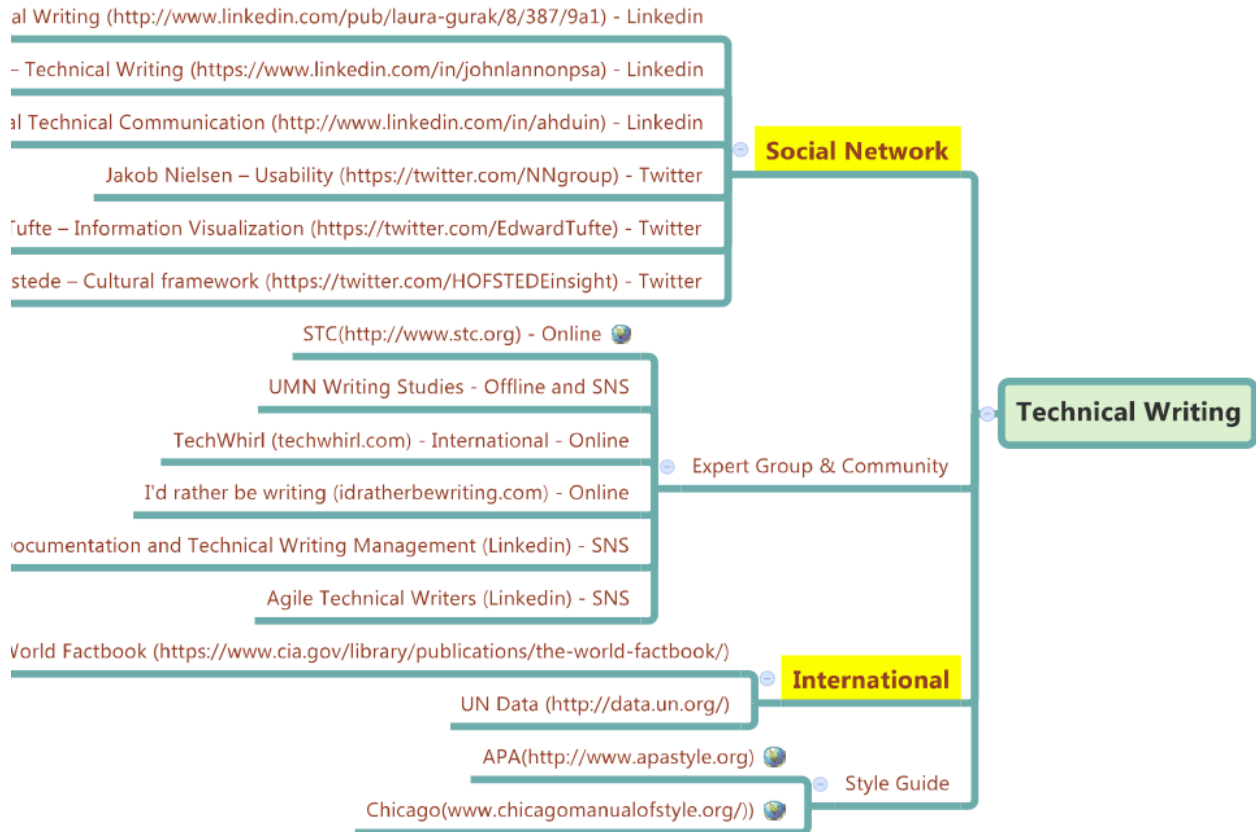 al Writing (http://www.linkedin.com/pub/laura-gurak/8/387/9a1) - Linkedin
– Technical Writing (https://www.linkedin.com/in/johnlannonpsa) - Linkedin
al Technical Communication (http://www.linkedin.com/in/ahduin) - Linkedin
Jakob Nielsen – Usability (https://twitter.com/NNgroup) - Twitter
Tufte – Information Visualization (https://twitter.com/EdwardTufte) - Twitter
stede – Cultural framework (https://twitter.com/HOFSTEDEinsight) - Twitter
Social Network
STC(http://www.stc.org) - Online
UMN Writing Studies - Offline and SNS
TechWhirl (techwhirl.com) - International - Online
I'd rather be writing (idratherbewriting.com) - Online
Documentation and Technical Writing Management (Linkedin) - SNS
Agile Technical Writers (Linkedin) - SNS
Expert Group & Community
Technical Writing
World Factbook (https://www.cia.gov/library/publications/the-world-factbook/)
UN Data (http://data.un.org/)
International
APA(http://www.apastyle.org)
Chicago(www.chicagomanualofstyle.org/))
Style Guide